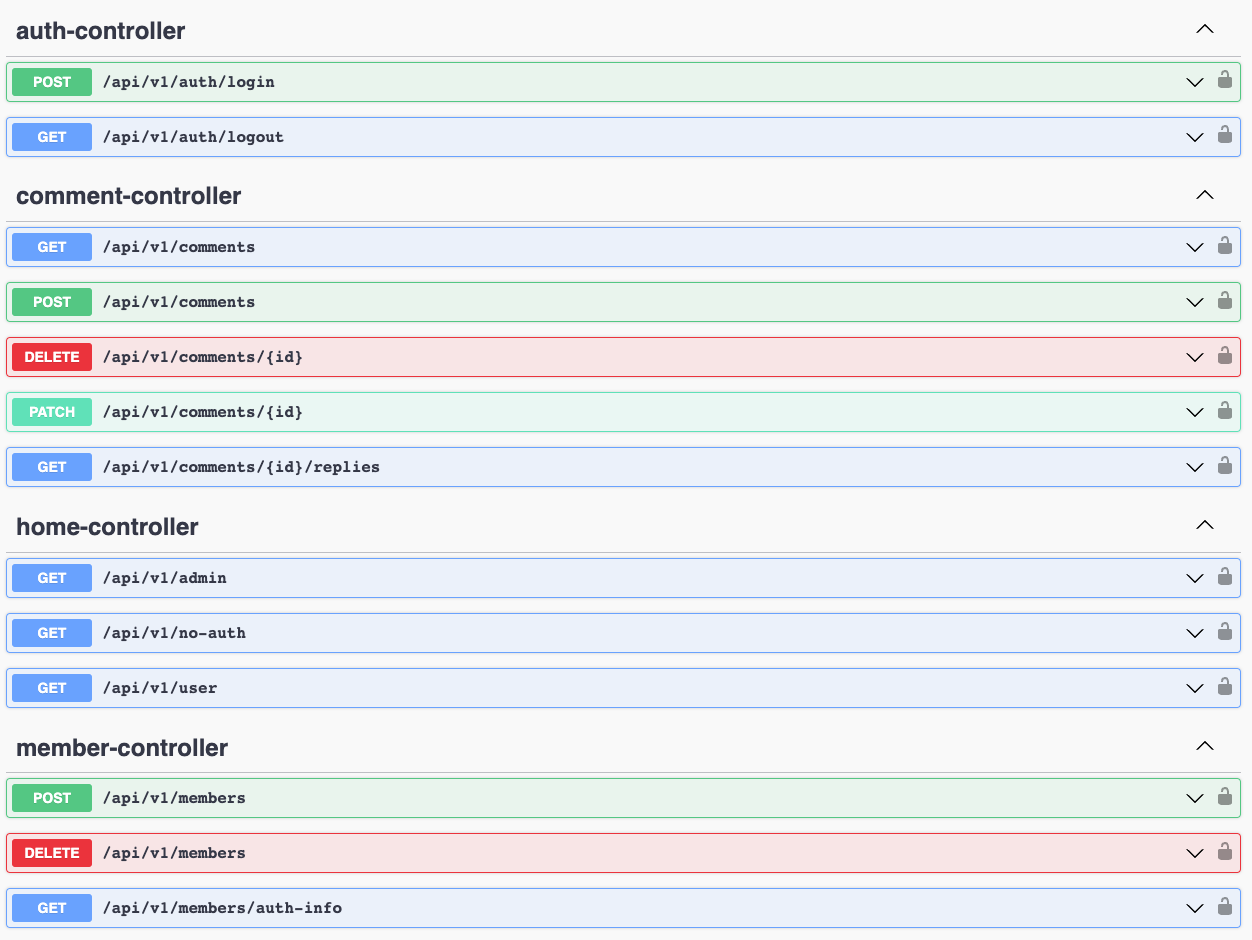 auth-controller
POST /api/v1/auth/login
GET /api/v1/auth/logout
comment-controller
GET /api/v1/comments
POST /api/v1/comments
DELETE /api/v1/comments/{id}
PATCH /api/v1/comments/{id}
GET /api/v1/comments/{id}/replies
home-controller
GET /api/v1/admin
GET /api/v1/no-auth
GET /api/v1/user
member-controller
POST /api/v1/members
DELETE /api/v1/members
GET /api/v1/members/auth-info